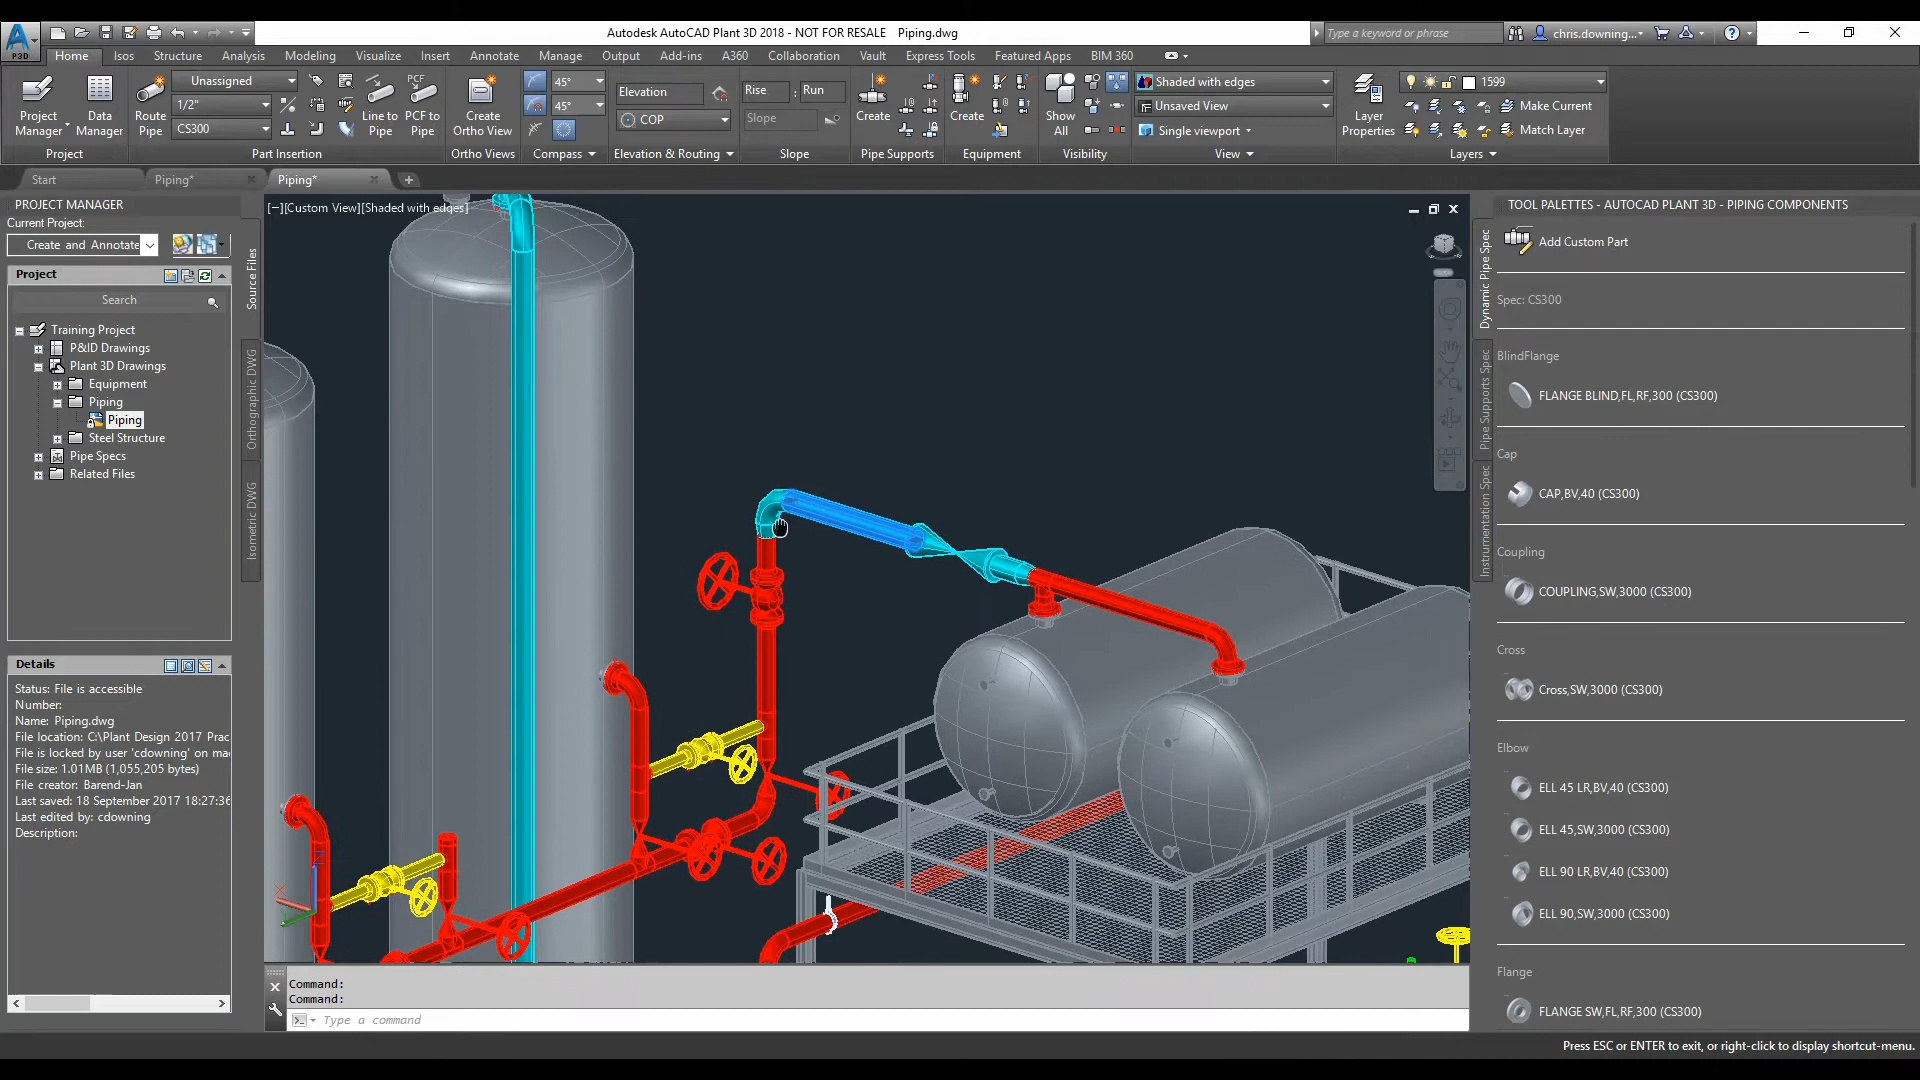 Autodesk AutoCAD Plant 3D 2018 - NOT FOR RESALE Piping.dwg
Type a keyword or phrase
chris.downing...
P3D
Home Isos Structure Analysis Modeling Visualize Insert Annotate Manage Output Add-ins A360 Collaboration Vault Express Tools Featured Apps BIM 360
Project Manager
Data Manager
Project
Route Pipe
Unassigned
1/2"
CS300
Line to Pipe
PCF to Pipe
PCF
Part Insertion
Create Ortho View
Ortho Views
45°
45°
Compass
Elevation
COP
Elevation & Routing
Rise : Run
Slope
Slope
Create
Pipe Supports
Create
Equipment
Show All
Visibility
Shaded with edges
Unsaved View
Single viewport
View
Layer Properties
1599
Make Current
Match Layer
Layers
Start
Piping*
Piping*
PROJECT MANAGER
Current Project:
Create and Annotate
Project
Search
Training Project
P&ID Drawings
Plant 3D Drawings
Equipment
Piping
Piping
Steel Structure
Pipe Specs
Related Files
Source Files
Orthographic DWG
Isometric DWG
Details
Status: File is accessible
Number:
Name: Piping.dwg
File location: C:\Plant Design 2017 Prac
File is locked by user 'cdowning' on ma
File size: 1.01MB (1,055,205 bytes)
File creator: Barend-Jan
Last saved: 18 September 2017 18:27:36
Last edited by: cdowning
Description:
[−][Custom View][Shaded with edges]
Command:
Command:
Type a command
TOOL PALETTES - AUTOCAD PLANT 3D - PIPING COMPONENTS
Dynamic Pipe Spec
Pipe Supports Spec
Instrumentation Spec
Add Custom Part
Spec: CS300
BlindFlange
FLANGE BLIND,FL,RF,300 (CS300)
Cap
CAP,BV,40 (CS300)
Coupling
COUPLING,SW,3000 (CS300)
Cross
Cross,SW,3000 (CS300)
Elbow
ELL 45 LR,BV,40 (CS300)
ELL 45,SW,3000 (CS300)
ELL 90 LR,BV,40 (CS300)
ELL 90,SW,3000 (CS300)
Flange
FLANGE SW,FL,RF,300 (CS300)
Press ESC or ENTER to exit, or right-click to display shortcut-menu.